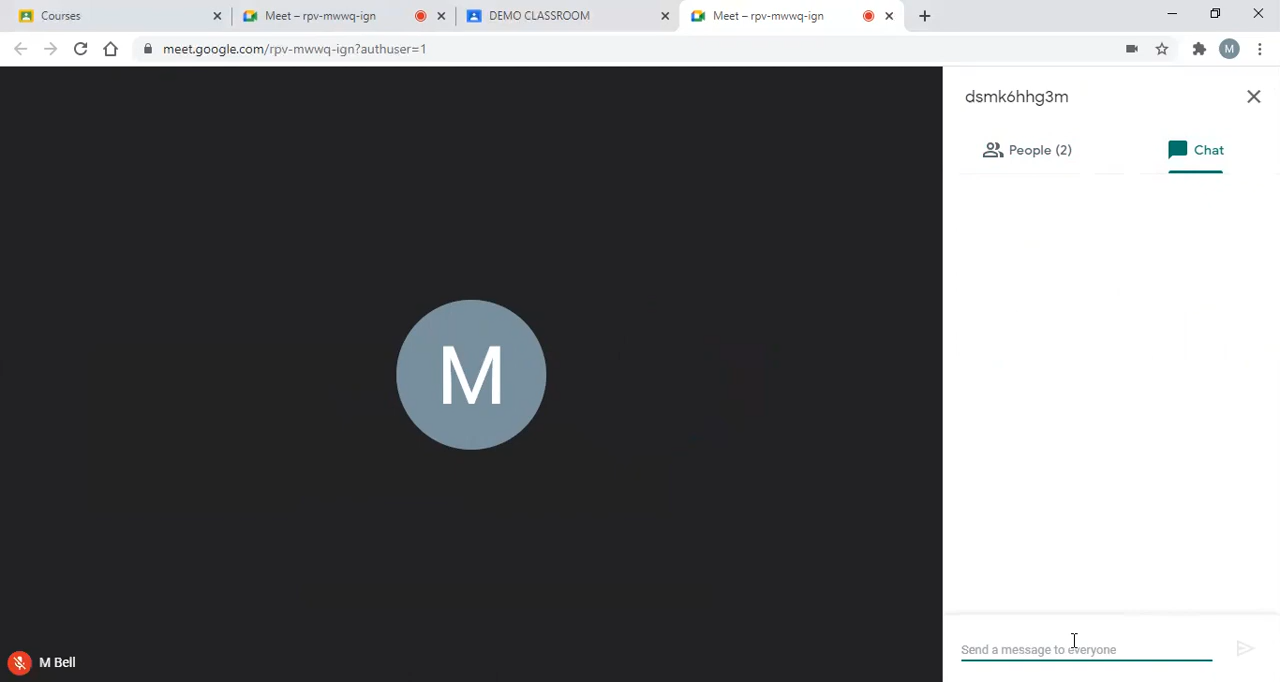 Courses
Meet – rpv-mwwq-ign
DEMO CLASSROOM
Meet – rpv-mwwq-ign
meet.google.com/rpv-mwwq-ign?authuser=1
M
dsmk6hhg3m
People (2)
Chat
M
M Bell
Send a message to everyone